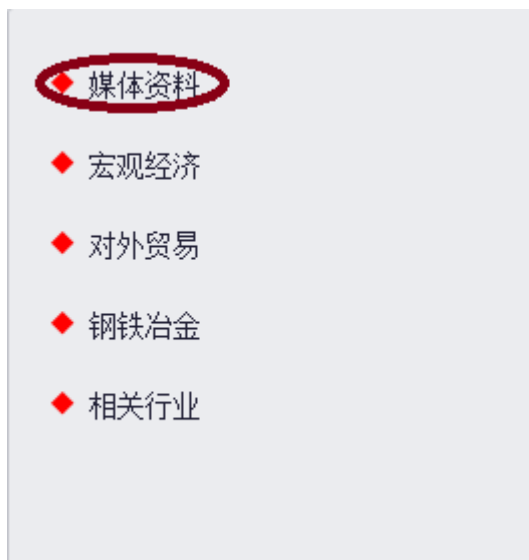 媒体资料
宏观经济
对外贸易
钢铁冶金
相关行业